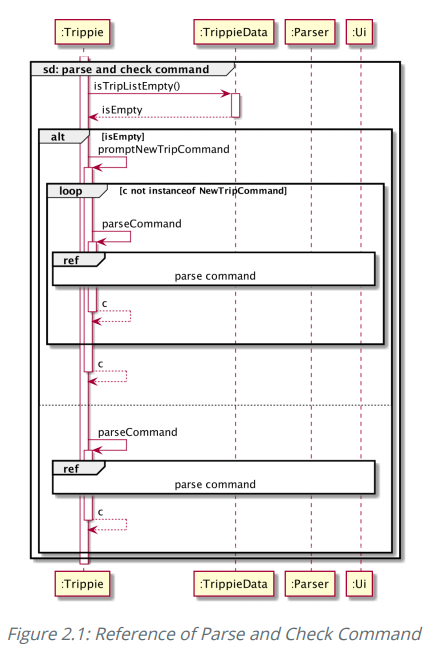 :Trippie :TrippieData :Parser :Ui
sd: parse and check command
isTripListEmpty()
isEmpty
alt [isEmpty]
promptNewTripCommand
loop [c not instanceof NewTripCommand]
parseCommand
ref
parse command
c
c
parseCommand
ref
parse command
c
:Trippie :TrippieData :Parser :Ui
Figure 2.1: Reference of Parse and Check Command